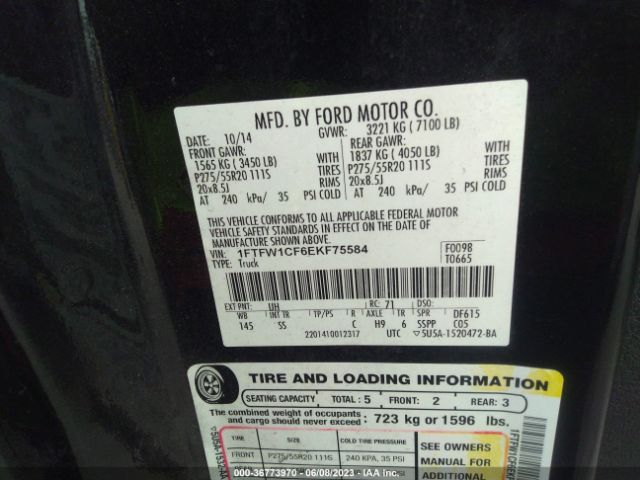 MFD. BY FORD MOTOR CO.
DATE: 10/14 GVWR: 3221 KG ( 7100 LB)
FRONT GAWR: REAR GAWR:
1565 KG ( 3450 LB) WITH 1837 KG ( 4050 LB) WITH
P275/55R20 111S TIRES P275/55R20 111S TIRES
20x8.5J RIMS 20x8.5J RIMS
AT 240 kPa/ 35 PSI COLD AT 240 kPa/ 35 PSI COLD
THIS VEHICLE CONFORMS TO ALL APPLICABLE FEDERAL MOTOR
VEHICLE SAFETY STANDARDS IN EFFECT ON THE DATE OF
MANUFACTURE SHOWN ABOVE.
VIN: 1FTFW1CF6EKF75584 F0098
TYPE: Truck T0665
EXT PNT: UH RC: 71 DSO:
WB INT TR TP/PS R AXLE TR SPR DF615
145 SS C H9 6 SSPP C05
2201410012317 UTC ▽5U5A-1520472-BA
TIRE AND LOADING INFORMATION
SEATING CAPACITY TOTAL: 5 FRONT: 2 REAR: 3
The combined weight of occupants
and cargo should never exceed: 723 kg or 1596 lbs.
TIRE SIZE COLD TIRE PRESSURE SEE OWNERS
FRONT P275/55R20 111S 240 KPA, 35 PSI MANUAL FOR
ADDITIONAL
000-36773970 - 06/08/2023 - IAA Inc.